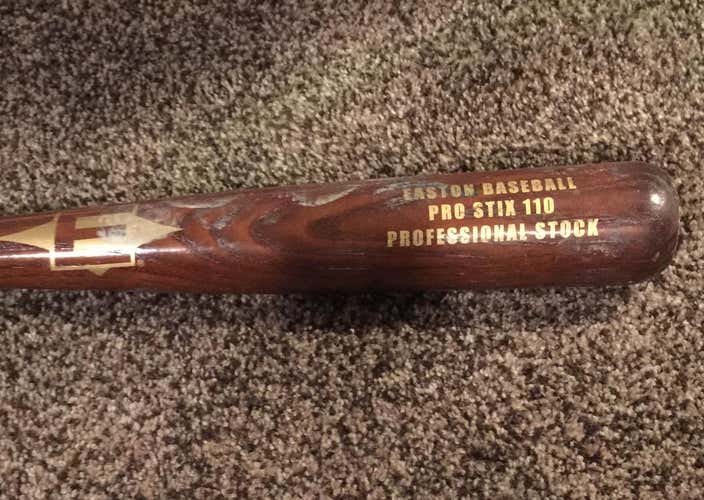 EASTON BASEBALL
PRO STIX 110
PROFESSIONAL STOCK